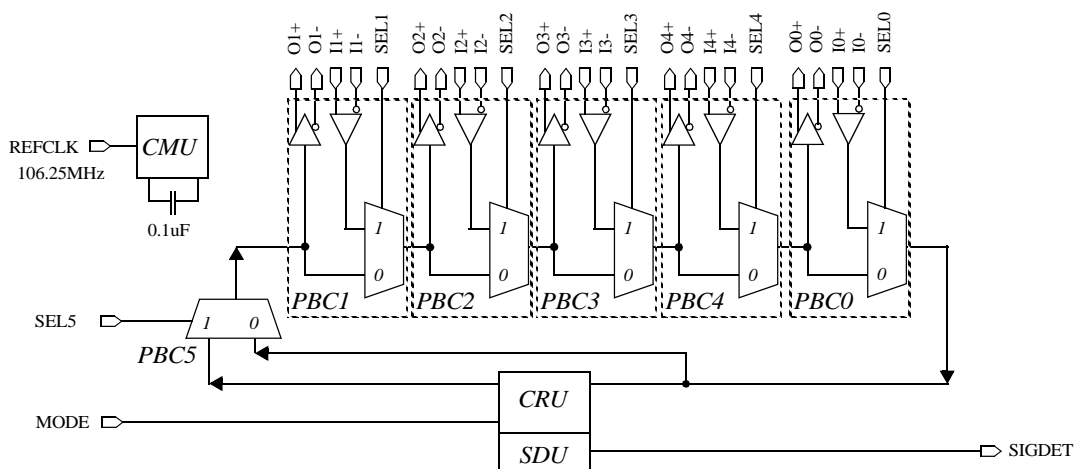 O1+ O1- I1+ I1- SEL1 O2+ O2- I2+ I2- SEL2 O3+ O3- I3+ I3- SEL3 O4+ O4- I4+ I4- SEL4 O0+ O0- I0+ I0- SEL0
REFCLK CMU
106.25MHz
0.1uF
1 1 1 1 1
0 0 0 0 0
PBC1 PBC2 PBC3 PBC4 PBC0
SEL5 1 0
PBC5
CRU
MODE
SDU SIGDET